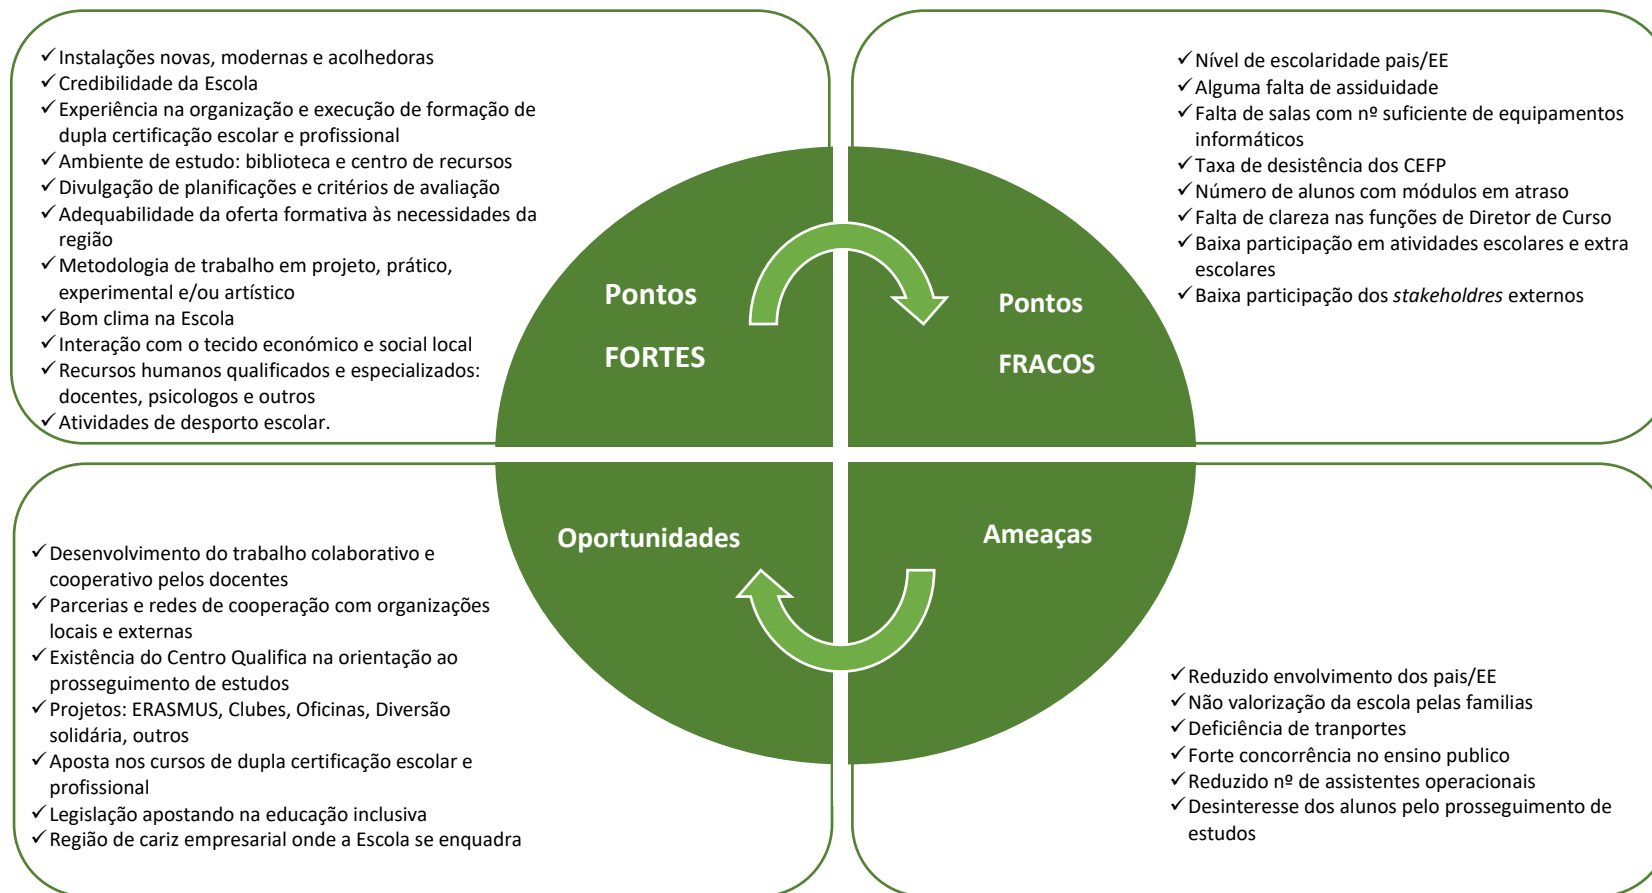 ✓Instalações novas, modernas e acolhedoras
✓Credibilidade da Escola
✓Experiência na organização e execução de formação de
dupla certificação escolar e profissional
✓Ambiente de estudo: biblioteca e centro de recursos
✓Divulgação de planificações e critérios de avaliação
✓Adequabilidade da oferta formativa às necessidades da
região
✓Metodologia de trabalho em projeto, prático,
experimental e/ou artístico
✓Bom clima na Escola
✓Interação com o tecido económico e social local
✓Recursos humanos qualificados e especializados:
docentes, psicologos e outros
✓Atividades de desporto escolar.
Pontos
FORTES
✓Nível de escolaridade pais/EE
✓Alguma falta de assiduidade
✓Falta de salas com nº suficiente de equipamentos
informáticos
✓Taxa de desistência dos CEFP
✓Número de alunos com módulos em atraso
✓Falta de clareza nas funções de Diretor de Curso
✓Baixa participação em atividades escolares e extra
escolares
✓Baixa participação dos stakeholdres externos
Pontos
FRACOS
Oportunidades
✓Desenvolvimento do trabalho colaborativo e
cooperativo pelos docentes
✓Parcerias e redes de cooperação com organizações
locais e externas
✓Existência do Centro Qualifica na orientação ao
prosseguimento de estudos
✓Projetos: ERASMUS, Clubes, Oficinas, Diversão
solidária, outros
✓Aposta nos cursos de dupla certificação escolar e
profissional
✓Legislação apostando na educação inclusiva
✓Região de cariz empresarial onde a Escola se enquadra
Ameaças
✓Reduzido envolvimento dos pais/EE
✓Não valorização da escola pelas familias
✓Deficiência de tranportes
✓Forte concorrência no ensino publico
✓Reduzido nº de assistentes operacionais
✓Desinteresse dos alunos pelo prosseguimento de
estudos